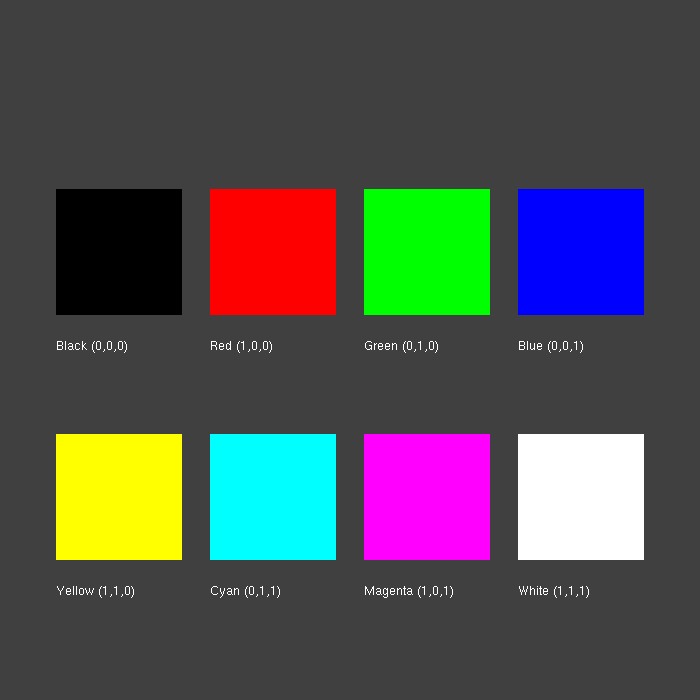 Black (0,0,0)
Red (1,0,0)
Green (0,1,0)
Blue (0,0,1)
Yellow (1,1,0)
Cyan (0,1,1)
Magenta (1,0,1)
White (1,1,1)